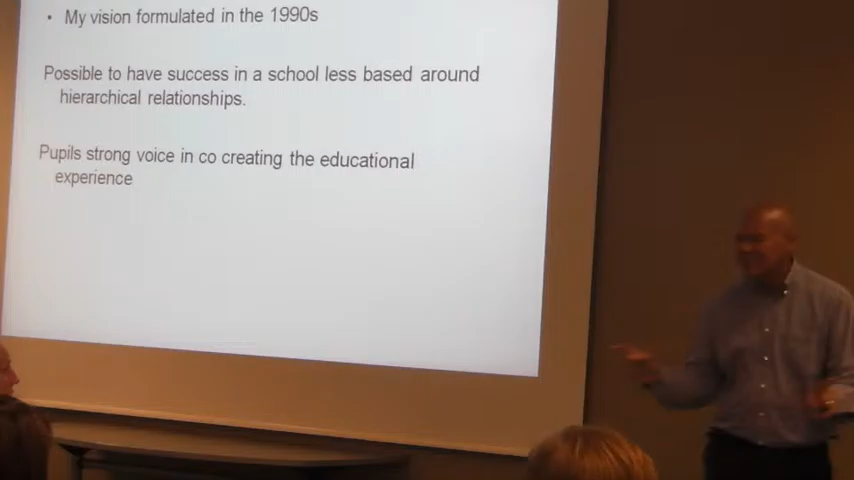 • My vision formulated in the 1990s
Possible to have success in a school less based around
hierarchical relationships.
Pupils strong voice in co creating the educational
experience